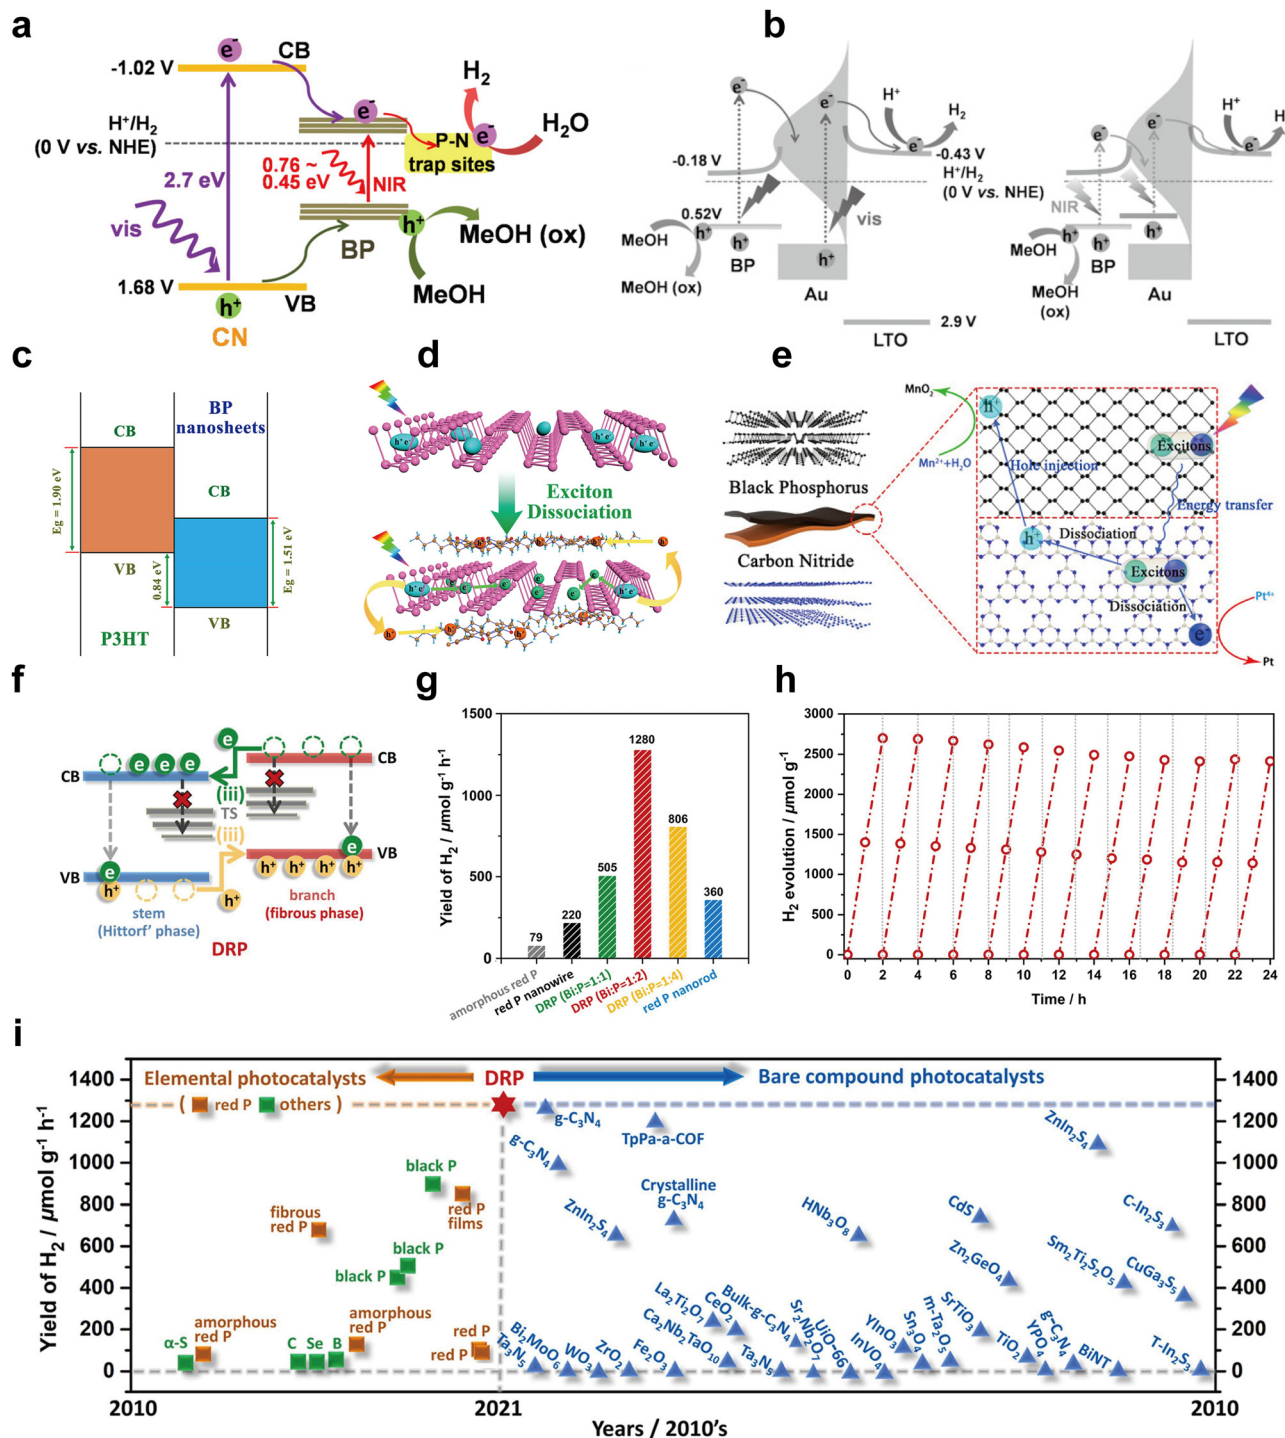 a
e⁻
CB
-1.02 V
H₂
e⁻
H⁺/H₂
(0 V vs. NHE)
P-N
trap sites
e⁻
H₂O
2.7 eV
0.76 ~
0.45 eV
NIR
vis
BP
h⁺
MeOH (ox)
MeOH
1.68 V
h⁺
VB
CN
b
e⁻
e⁻
H⁺
H₂
e⁻
-0.18 V
-0.43 V
H⁺/H₂
(0 V vs. NHE)
0.52V
vis
MeOH
h⁺
h⁺
BP
h⁺
MeOH (ox)
Au
2.9 V
LTO
H⁺
H
e⁻
e⁻
e⁻
NIR
MeOH
h⁺
h⁺
h⁺
BP
MeOH
(ox)
Au
LTO
c
CB
BP
nanosheets
Eg = 1.90 eV
CB
VB
0.84 eV
Eg = 1.51 eV
P3HT
VB
d
h⁺ e⁻
h⁺ e⁻
h⁺ e⁻
Exciton
Dissociation
h⁺
h⁺
e
Black Phosphorus
Carbon Nitride
MnO₂
h⁺
Mn²⁺+H₂O
Hole injection
Excitons
Energy transfer
h⁺
Dissociation
Excitons
Dissociation
Pt⁴⁺
e⁻
Pt
f
e
CB
e e e
CB
(iii)
TS
(iii)
e
VB
e
h⁺ h⁺ h⁺ h⁺
VB
h⁺
h⁺
stem
(Hittorf' phase)
branch
(fibrous phase)
DRP
g
Yield of H₂ / μmol g⁻¹ h⁻¹
1500
1000
500
0
79
220
505
1280
806
360
amorphous red P
red P nanowire
DRP (Bi:P=1:1)
DRP (Bi:P=1:2)
DRP (Bi:P=1:4)
red P nanorod
h
H₂ evolution / μmol g⁻¹
3000
2500
2000
1500
1250
500
0
0 2 4 6 8 10 12 14 16 18 20 22 24
Time / h
i
Yield of H₂ / μmol g⁻¹ h⁻¹
1400
1200
1000
800
600
400
200
0
1400
1200
1000
800
600
400
200
0
Elemental photocatalysts
DRP
Bare compound photocatalysts
( red P others )
g-C₃N₄
TpPa-a-COF
ZnIn₂S₄
g-C₃N₄
black P
red P
films
Crystalline
g-C₃N₄
fibrous
red P
ZnIn₂S₄
HNb₃O₈
CdS
C-In₂S₃
black P
black P
Zn₂GeO₄
Sm₂Ti₂S₂O₅
CuGa₃S₅
amorphous
red P
α-S
amorphous
red P
C
Se
B
red P
red P
Ta₃N₅
Bi₂MoO₆
WO₃
ZrO₂
Fe₂O₃
La₂Ti₂O₇
CeO₂
Ca₂Nb₂TaO₁₀
Bulk-g-C₃N₄
Ta₃N₅
Sr₂Nb₂O₇
UiO-66
InVO₄
YInO₃
Sn₃O₄
m-Ta₂O₅
SrTiO₃
TiO₂
YPO₄
g-C₃N₄
BiNT
T-In₂S₃
2010
2021
2010
Years / 2010's